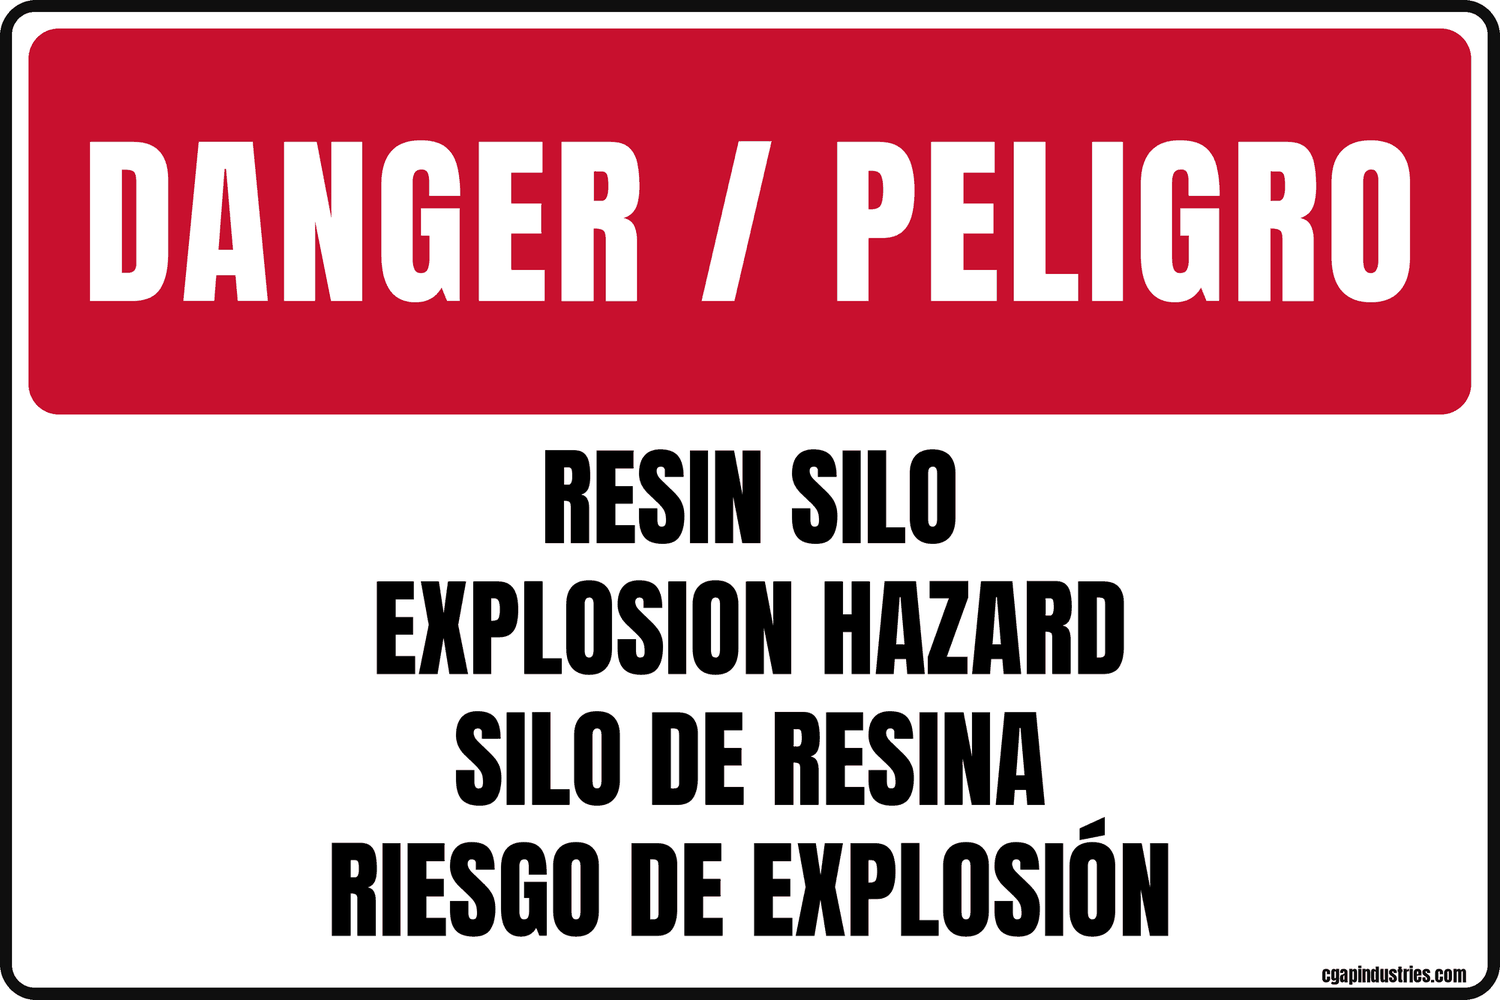 DANGER / PELIGRO
RESIN SILO
EXPLOSION HAZARD
SILO DE RESINA
RIESGO DE EXPLOSIÓN
cgapindustries.com